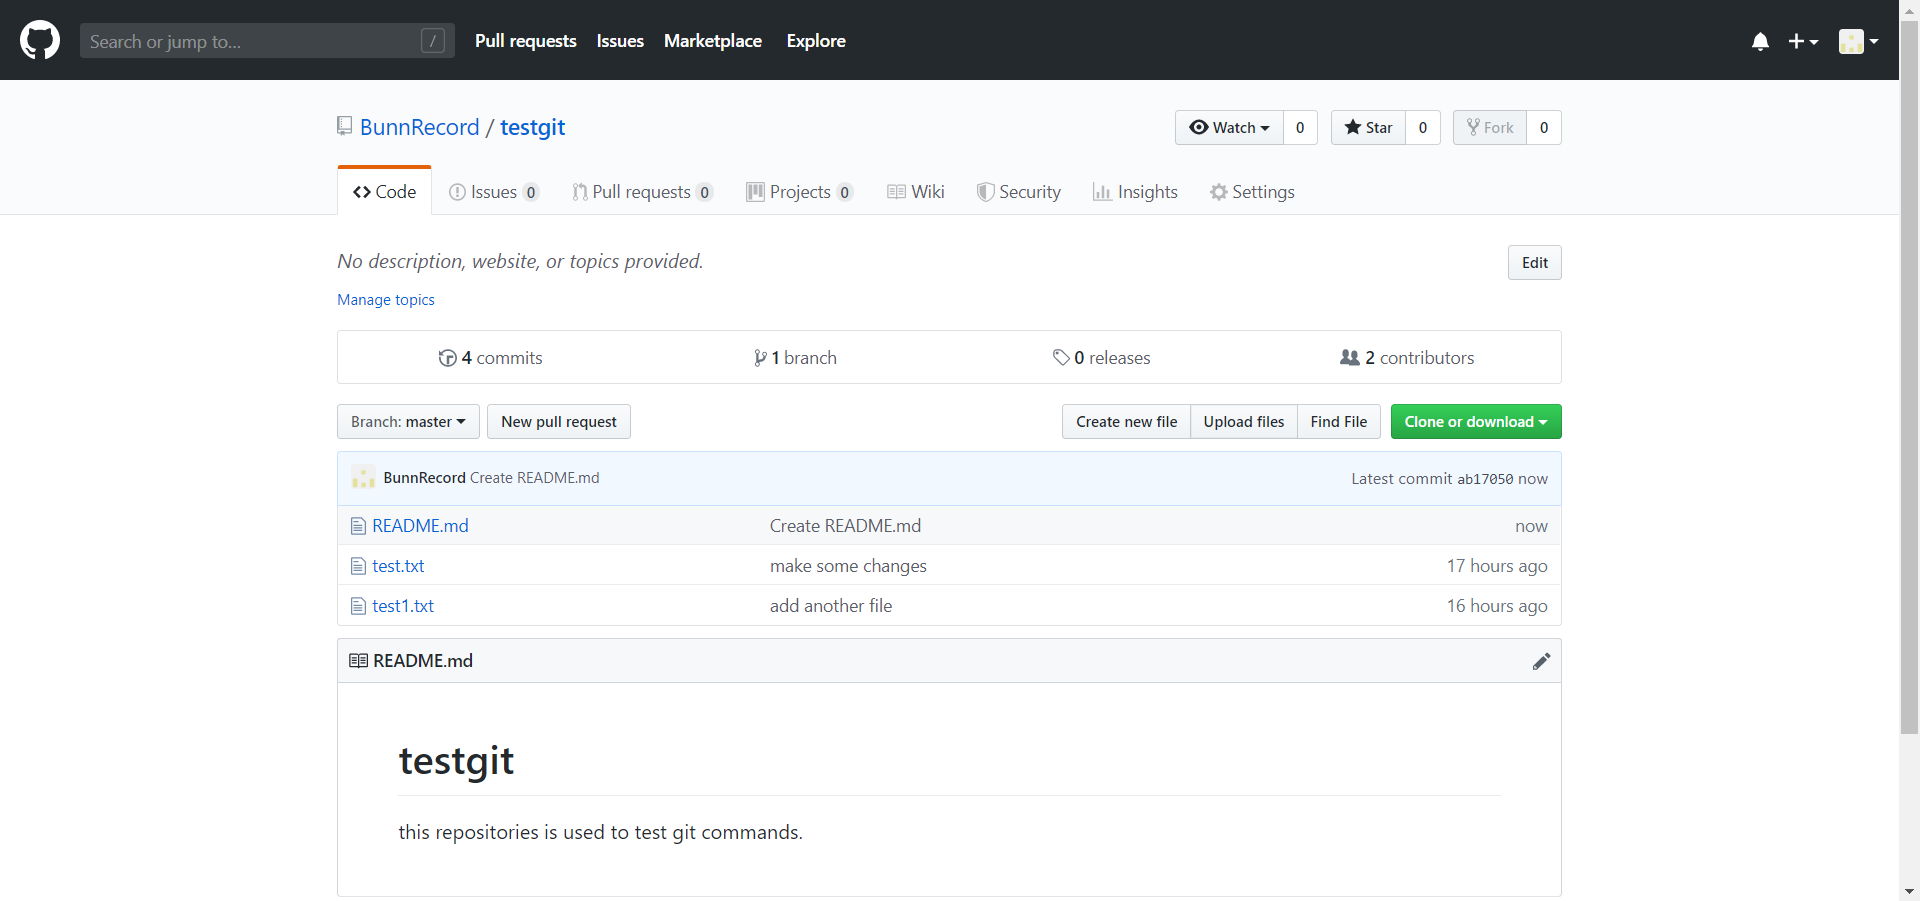 Search or jump to... /
Pull requests Issues Marketplace Explore
BunnRecord / testgit
Watch 0 Star 0 Fork 0
Code Issues 0 Pull requests 0 Projects 0 Wiki Security Insights Settings
No description, website, or topics provided.
Edit
Manage topics
4 commits 1 branch 0 releases 2 contributors
Branch: master New pull request Create new file Upload files Find File Clone or download
BunnRecord Create README.md Latest commit ab17050 now
README.md Create README.md now
test.txt make some changes 17 hours ago
test1.txt add another file 16 hours ago
README.md
testgit
this repositories is used to test git commands.